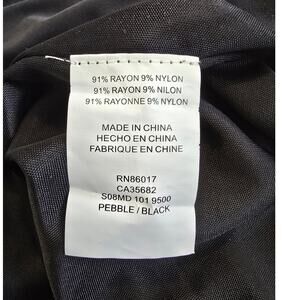 91% RAYON 9% NYLON
91% RAYON 9% NILON
91% RAYONNE 9% NYLON
MADE IN CHINA
HECHO EN CHINA
FABRIQUE EN CHINE
RN86017
CA35682
S08MD 101 9500
PEBBLE / BLACK